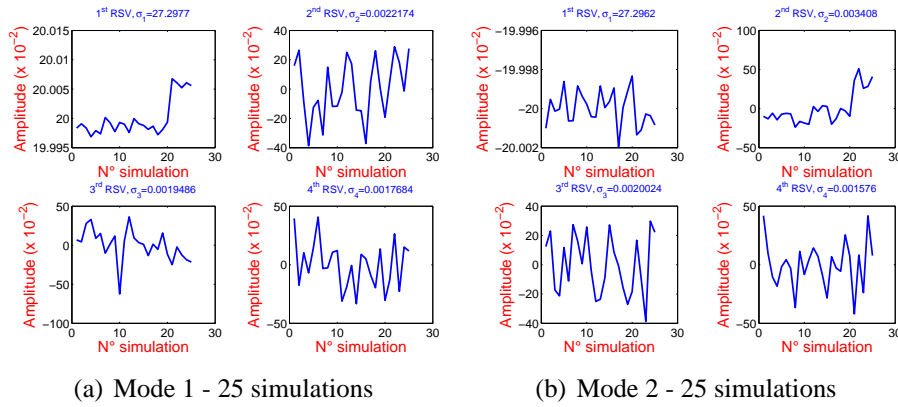 1st RSV, σ1=27.2977
20.015
20.01
20.005
20
19.995
0 10 20 30
Amplitude (x 10-2)
N° simulation
2nd RSV, σ2=0.0022174
40
20
0
-20
-40
0 10 20 30
Amplitude (x 10-2)
N° simulation
1st RSV, σ1=27.2962
−19.996
−19.998
−20
−20.002
0 10 20 30
Amplitude (x 10-2)
N° simulation
2nd RSV, σ2=0.003408
100
50
0
−50
0 10 20 30
Amplitude (x 10-2)
N° simulation
3rd RSV, σ3=0.0019486
50
0
−50
−100
0 10 20 30
Amplitude (x 10-2)
N° simulation
4th RSV, σ4=0.0017684
50
0
−50
0 10 20 30
Amplitude (x 10-2)
N° simulation
3rd RSV, σ3=0.0020024
40
20
0
−20
−40
0 10 20 30
Amplitude (x 10-2)
N° simulation
4th RSV, σ4=0.001576
50
0
−50
0 10 20 30
Amplitude (x 10-2)
N° simulation
(a) Mode 1 - 25 simulations
(b) Mode 2 - 25 simulations